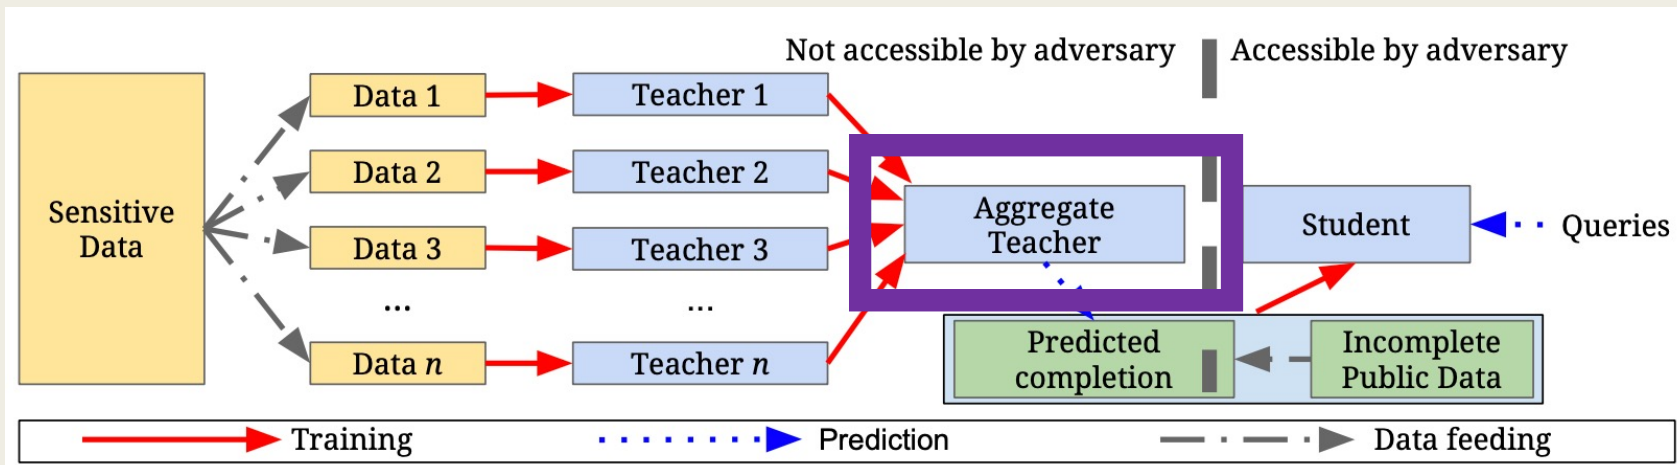 Not accessible by adversary
Accessible by adversary
Sensitive
Data
Data 1
Teacher 1
Data 2
Teacher 2
Data 3
Teacher 3
...
...
Data n
Teacher n
Aggregate
Teacher
Student
Queries
Predicted
completion
Incomplete
Public Data
Training
Prediction
Data feeding